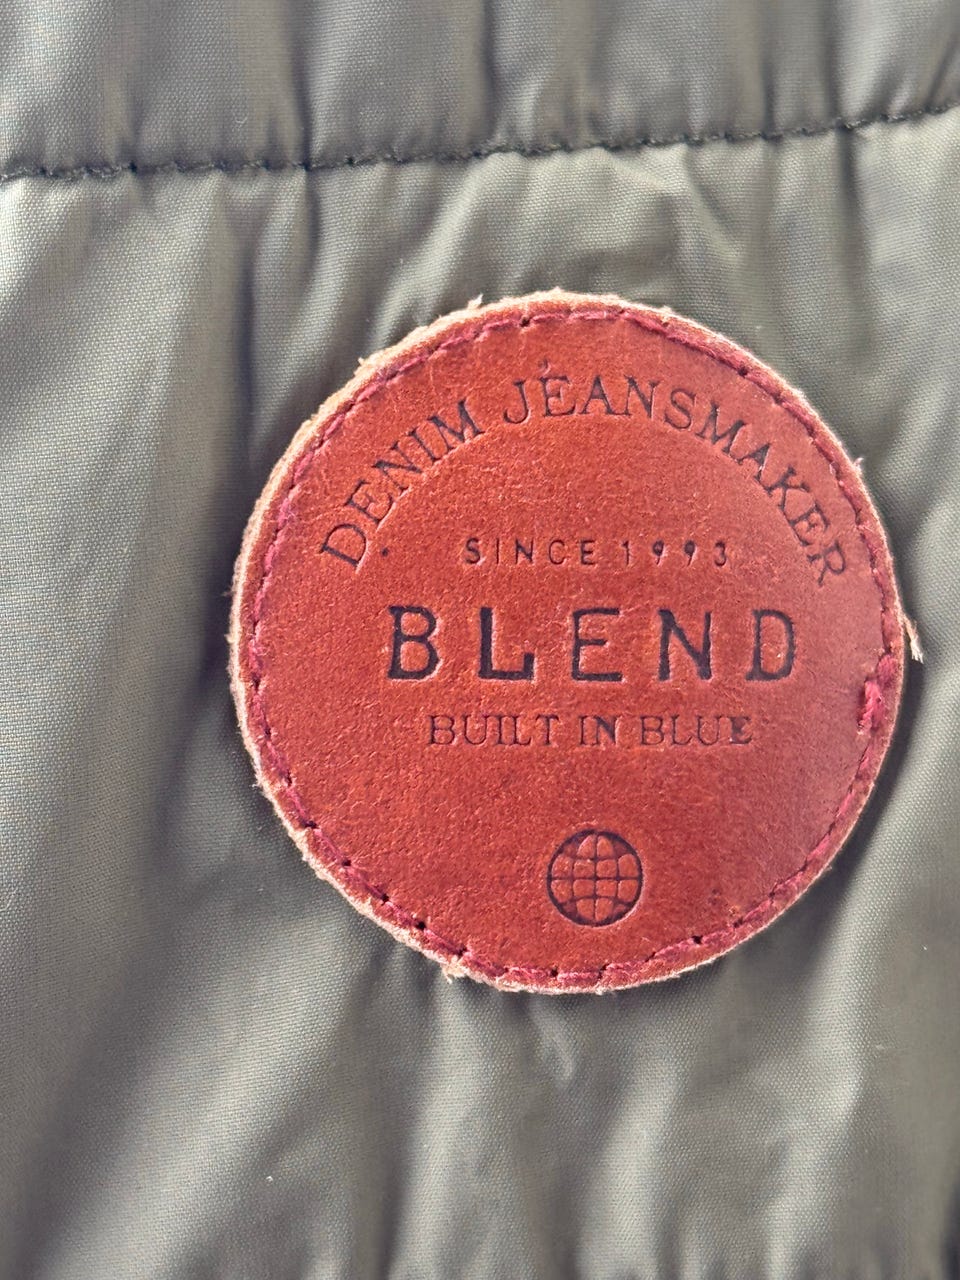 DENIM JEANSMAKER
SINCE 1993
BLEND
BUILT IN BLUE